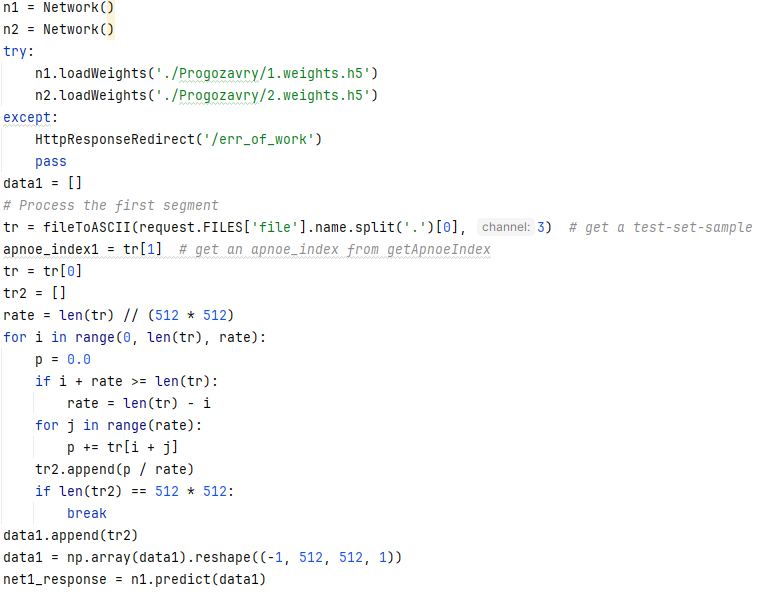 n1 = Network()
n2 = Network()
try:
    n1.loadWeights('./Progozavry/1.weights.h5')
    n2.loadWeights('./Progozavry/2.weights.h5')
except:
    HttpResponseRedirect('/err_of_work')
    pass
data1 = []
# Process the first segment
tr = fileToASCII(request.FILES['file'].name.split('.')[0], channel: 3)  # get a test-set-sample
apnoe_index1 = tr[1]  # get an apnoe_index from getApnoeIndex
tr = tr[0]
tr2 = []
rate = len(tr) // (512 * 512)
for i in range(0, len(tr), rate):
    p = 0.0
    if i + rate >= len(tr):
        rate = len(tr) - i
    for j in range(rate):
        p += tr[i + j]
    tr2.append(p / rate)
    if len(tr2) == 512 * 512:
        break
data1.append(tr2)
data1 = np.array(data1).reshape((-1, 512, 512, 1))
net1_response = n1.predict(data1)